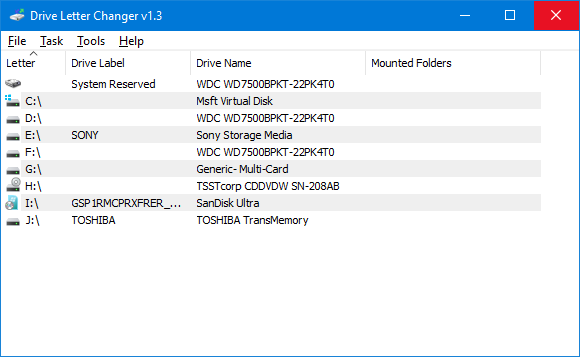 Drive Letter Changer v1.3
File Task Tools Help
Letter Drive Label Drive Name Mounted Folders
System Reserved WDC WD7500BPKT-22PK4T0
C:\ Msft Virtual Disk
D:\ WDC WD7500BPKT-22PK4T0
E:\ SONY Sony Storage Media
F:\ WDC WD7500BPKT-22PK4T0
G:\ Generic- Multi-Card
H:\ TSSTcorp CDDVDW SN-208AB
I:\ GSP1RMCPRXFRER_... SanDisk Ultra
J:\ TOSHIBA TOSHIBA TransMemory